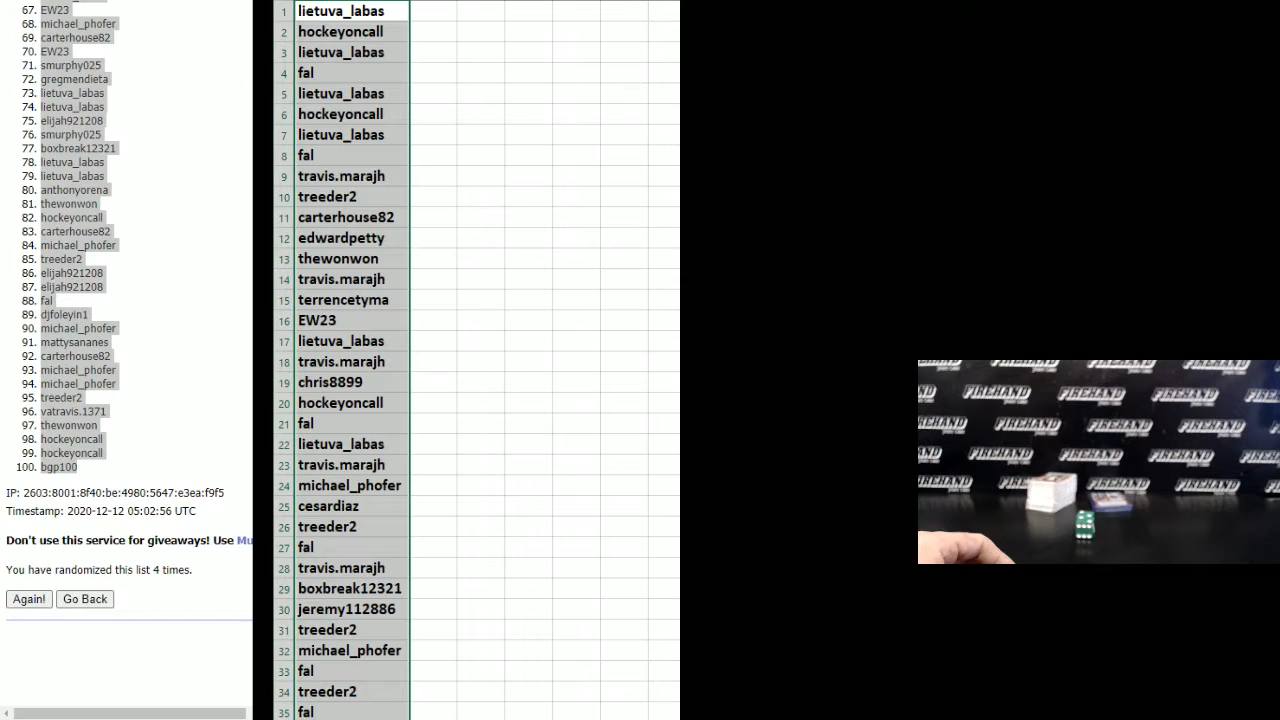 67. EW23
68. michael_phofer
69. carterhouse82
70. EW23
71. smurphy025
72. gregmendieta
73. lietuva_labas
74. lietuva_labas
75. elijah921208
76. smurphy025
77. boxbreak12321
78. lietuva_labas
79. lietuva_labas
80. anthonyorena
81. thewonwon
82. hockeyoncall
83. carterhouse82
84. michael_phofer
85. treeder2
86. elijah921208
87. elijah921208
88. fal
89. djfoleyin1
90. michael_phofer
91. mattysananes
92. carterhouse82
93. michael_phofer
94. michael_phofer
95. treeder2
96. vatravis.1371
97. thewonwon
98. hockeyoncall
99. hockeyoncall
100. bgp100
IP: 2603:8001:8f40:be:4980:5647:e3ea:f9f5
Timestamp: 2020-12-12 05:02:56 UTC
Don't use this service for giveaways! Use Mu
You have randomized this list 4 times.
Again! Go Back
1 lietuva_labas
2 hockeyoncall
3 lietuva_labas
4 fal
5 lietuva_labas
6 hockeyoncall
7 lietuva_labas
8 fal
9 travis.marajh
10 treeder2
11 carterhouse82
12 edwardpetty
13 thewonwon
14 travis.marajh
15 terrencetyma
16 EW23
17 lietuva_labas
18 travis.marajh
19 chris8899
20 hockeyoncall
21 fal
22 lietuva_labas
23 travis.marajh
24 michael_phofer
25 cesardiaz
26 treeder2
27 fal
28 travis.marajh
29 boxbreak12321
30 jeremy112886
31 treeder2
32 michael_phofer
33 fal
34 treeder2
35 fal
FIREHAND